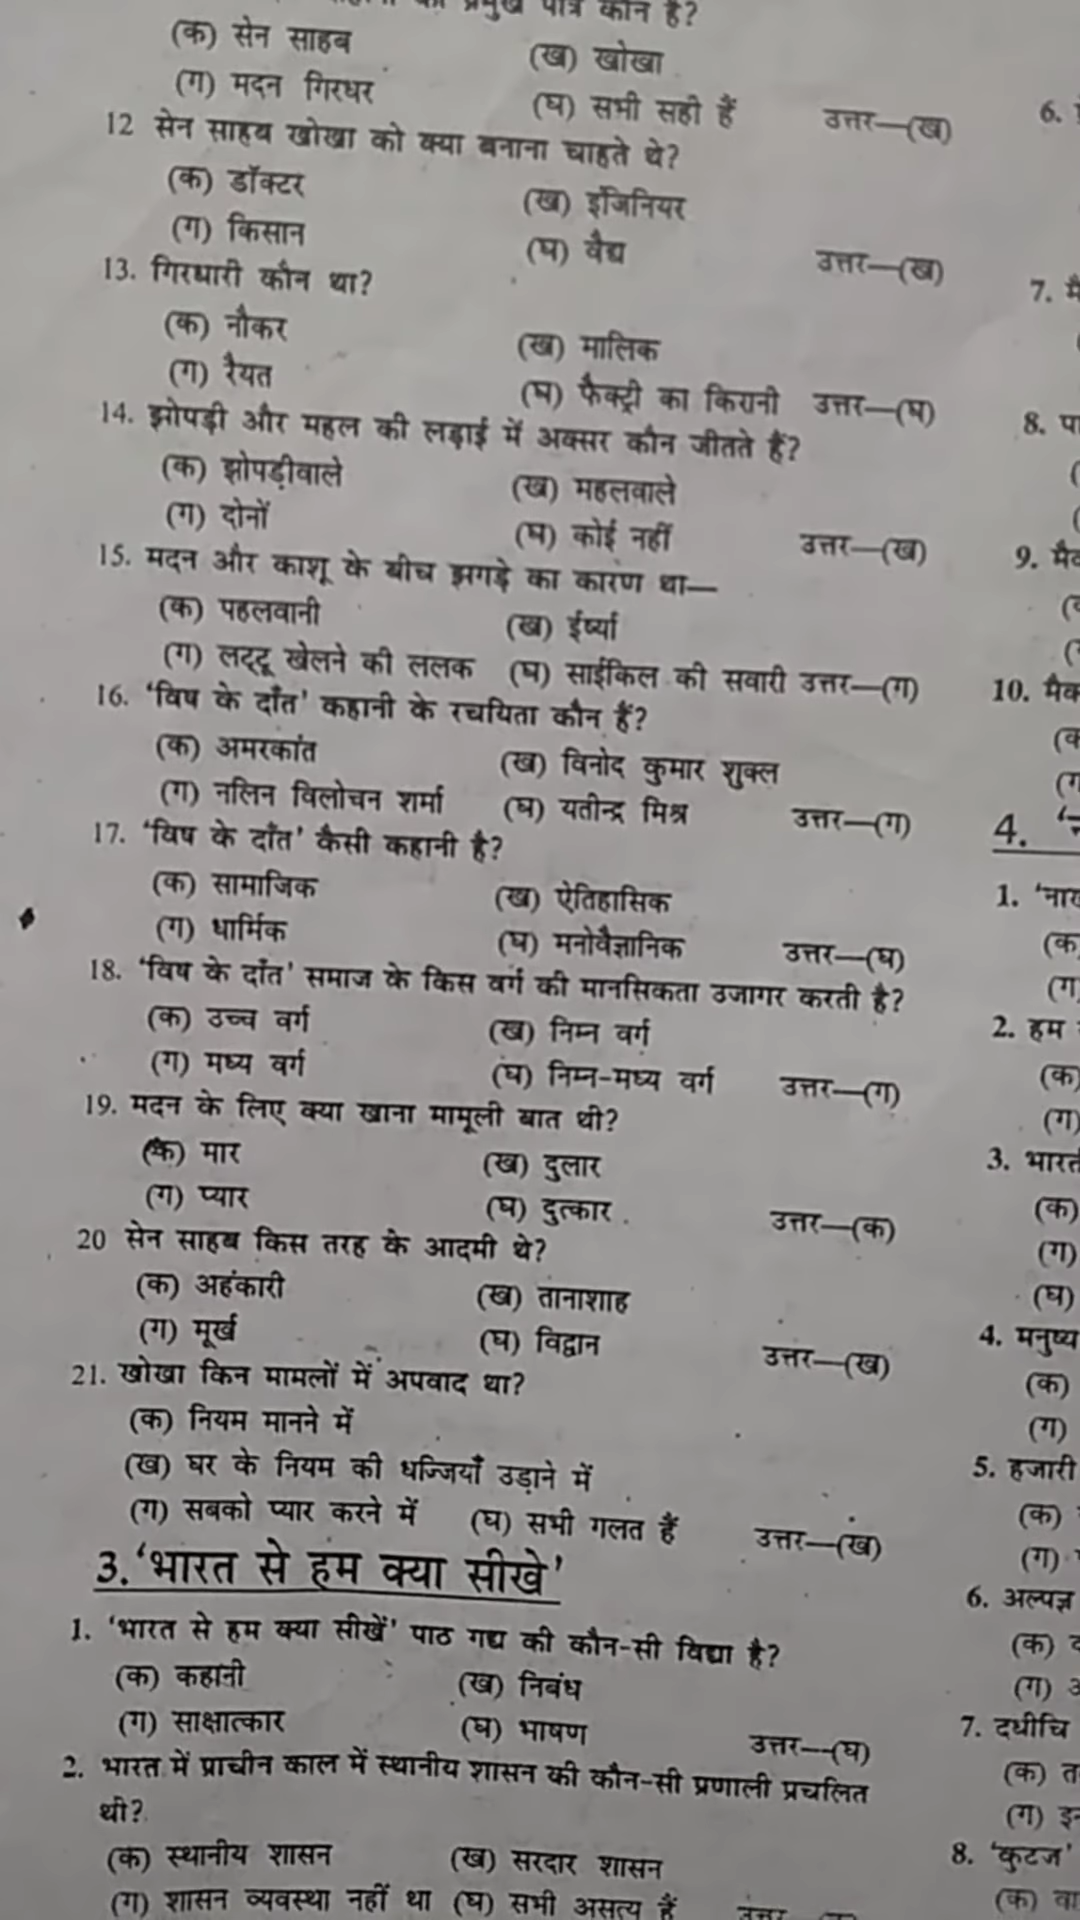 प्रमुख पात्र कौन है?
(क) सेन साहब (ख) खोखा
(ग) मदन गिरधर (घ) सभी सही हैं उत्तर—(ख)
12 सेन साहब खोखा को क्या बनाना चाहते थे?
(क) डॉक्टर (ख) इंजिनियर
(ग) किसान (घ) वैद्य उत्तर—(ख)
13. गिरधारी कौन था?
(क) नौकर (ख) मालिक
(ग) रैयत (घ) फैक्ट्री का किरानी उत्तर—(घ)
14. झोपड़ी और महल की लड़ाई में अक्सर कौन जीतते हैं?
(क) झोपड़ीवाले (ख) महलवाले
(ग) दोनों (घ) कोई नहीं उत्तर—(ख)
15. मदन और काशू के बीच झगड़े का कारण था—
(क) पहलवानी (ख) ईर्ष्या
(ग) लट्टू खेलने की ललक (घ) साईकिल की सवारी उत्तर—(ग)
16. ‘विष के दाँत’ कहानी के रचयिता कौन हैं?
(क) अमरकांत (ख) विनोद कुमार शुक्ल
(ग) नलिन विलोचन शर्मा (घ) यतीन्द्र मिश्र उत्तर—(ग)
17. ‘विष के दाँत’ कैसी कहानी है?
(क) सामाजिक (ख) ऐतिहासिक
(ग) धार्मिक (घ) मनोवैज्ञानिक उत्तर—(घ)
18. ‘विष के दाँत’ समाज के किस वर्ग की मानसिकता उजागर करती है?
(क) उच्च वर्ग (ख) निम्न वर्ग
(ग) मध्य वर्ग (घ) निम्न-मध्य वर्ग उत्तर—(ग)
19. मदन के लिए क्या खाना मामूली बात थी?
(क) मार (ख) दुलार
(ग) प्यार (घ) दुत्कार उत्तर—(क)
20 सेन साहब किस तरह के आदमी थे?
(क) अहंकारी (ख) तानाशाह
(ग) मूर्ख (घ) विद्वान उत्तर—(ख)
21. खोखा किन मामलों में अपवाद था?
(क) नियम मानने में
(ख) घर के नियम की धज्जियाँ उड़ाने में
(ग) सबको प्यार करने में (घ) सभी गलत हैं उत्तर—(ख)
3. ‘भारत से हम क्या सीखे’
1. ‘भारत से हम क्या सीखें’ पाठ गद्य की कौन-सी विद्या है?
(क) कहानी (ख) निबंध
(ग) साक्षात्कार (घ) भाषण उत्तर—(घ)
2. भारत में प्राचीन काल में स्थानीय शासन की कौन-सी प्रणाली प्रचलित
थी?
(क) स्थानीय शासन (ख) सरदार शासन
(ग) शासन व्यवस्था नहीं था (घ) सभी असत्य हैं
6.
7.
8.
9.
10.
4.
1.
(क)
(ग)
2. हम
(क)
(ग)
3. भारत
(क)
(ग)
(घ)
4. मनुष्य
(क)
(ग)
5. हजारी
(क)
(ग)
6. अल्पज्ञ
(क)
(ग)
7. दधीचि
(क)
(ग)
8. ‘कुटज’
(क)